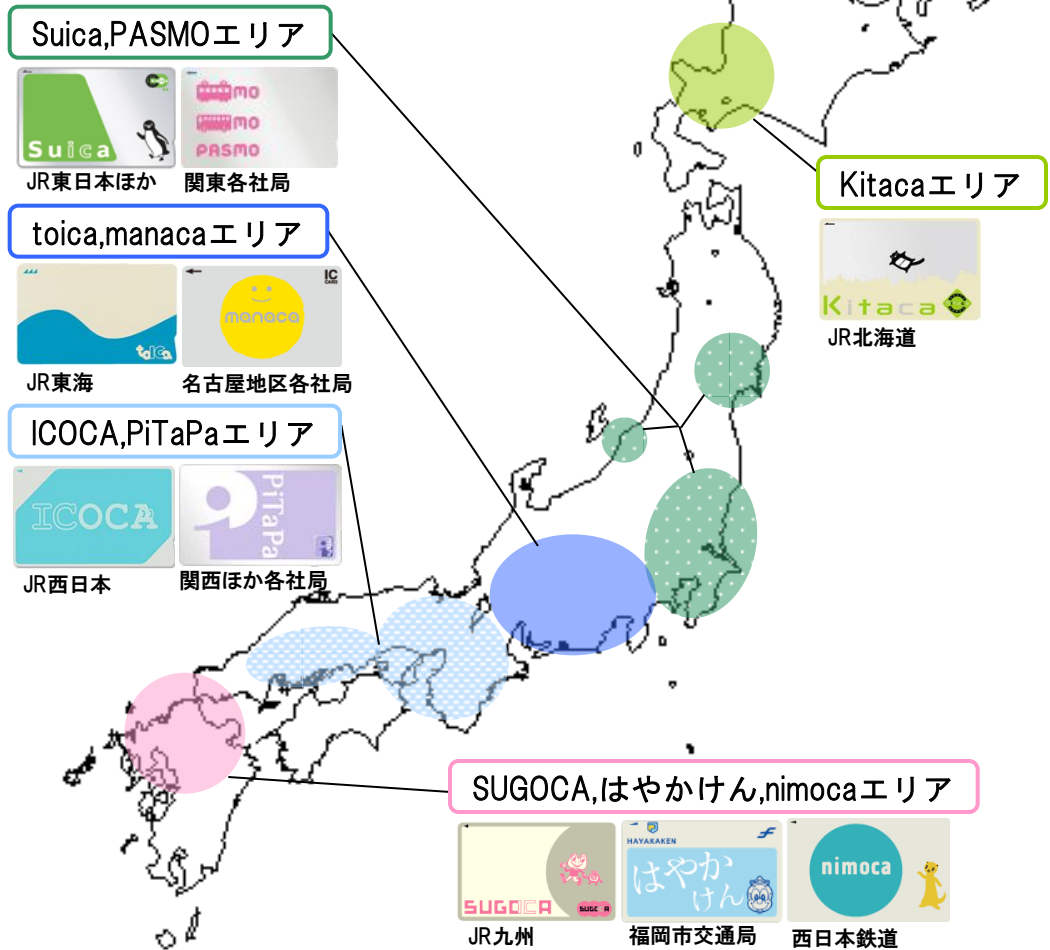 Suica,PASMOエリア
Suica
MO
MO
PASMO
JR東日本ほか
関東各社局
Kitacaエリア
Kitaca
JR北海道
toica,manacaエリア
toica
IC
CARD
manaca
JR東海
名古屋地区各社局
ICOCA,PiTaPaエリア
ICOCA
PiTaPa
JR西日本
関西ほか各社局
SUGOCA,はやかけん,nimocaエリア
SUGOCA
SUGOCA
HAYAKAKEN
はやか
けん
nimoca
JR九州
福岡市交通局
西日本鉄道